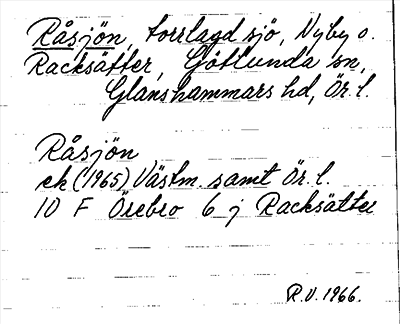 Råsjön, torrlagd sjö, Nyby o.
Racksätter, Götlunda sn,
Glanshammars hd, Ör. l.
Råsjön
ek (1965) Västm. samt Ör. l.
10 F Örebro 6 j Racksätter
R.V. 1966.